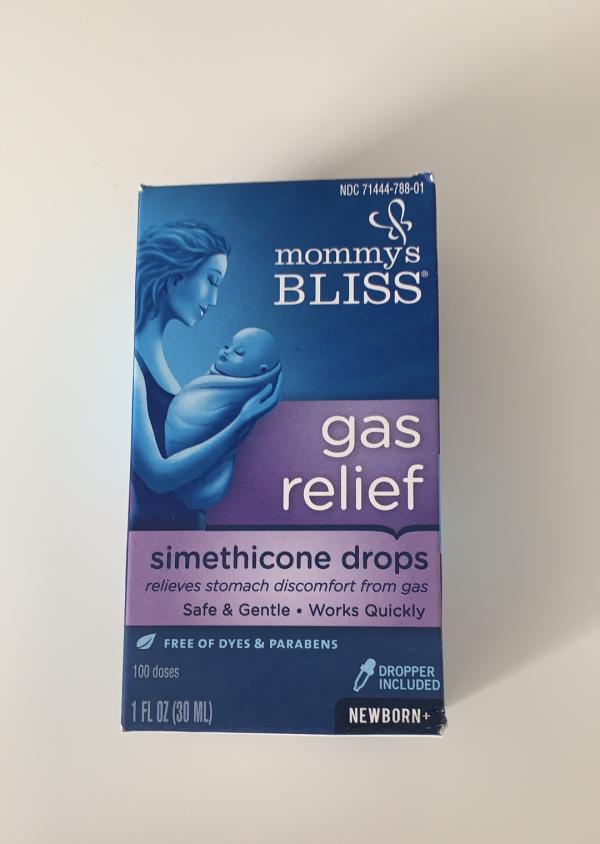 NDC 71444-788-01
mommy's
BLISS®
gas
relief
simethicone drops
relieves stomach discomfort from gas
Safe & Gentle • Works Quickly
FREE OF DYES & PARABENS
100 doses
DROPPER
INCLUDED
1 FL OZ (30 ML)
NEWBORN+